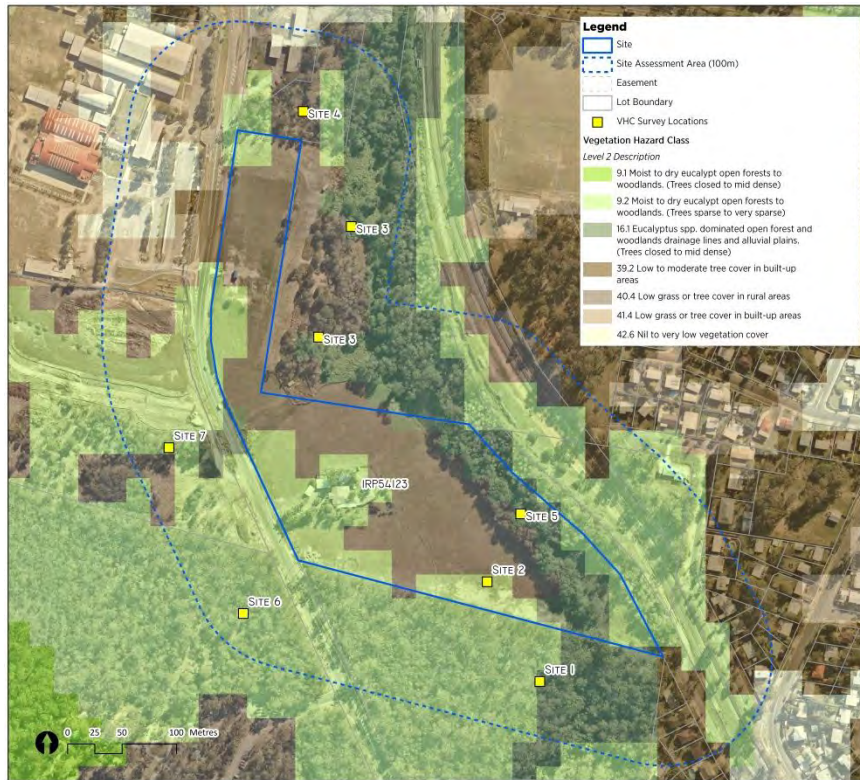 Legend
Site
Site Assessment Area (100m)
Easement
Lot Boundary
VHC Survey Locations
Vegetation Hazard Class
Level 2 Description
9.1 Moist to dry eucalypt open forests to
woodlands. (Trees closed to mid dense)
9.2 Moist to dry eucalypt open forests to
woodlands. (Trees sparse to very sparse)
16.1 Eucalyptus spp. dominated open forest and
woodlands drainage lines and alluvial plains.
(Trees closed to mid dense)
39.2 Low to moderate tree cover in built-up
areas
40.4 Low grass or tree cover in rural areas
41.4 Low grass or tree cover in built-up areas
42.6 Nil to very low vegetation cover
SITE 4
SITE 3
SITE 3
SITE 7
1RP54123
SITE 5
SITE 2
SITE 6
SITE 1
0 25 50 100 Metres